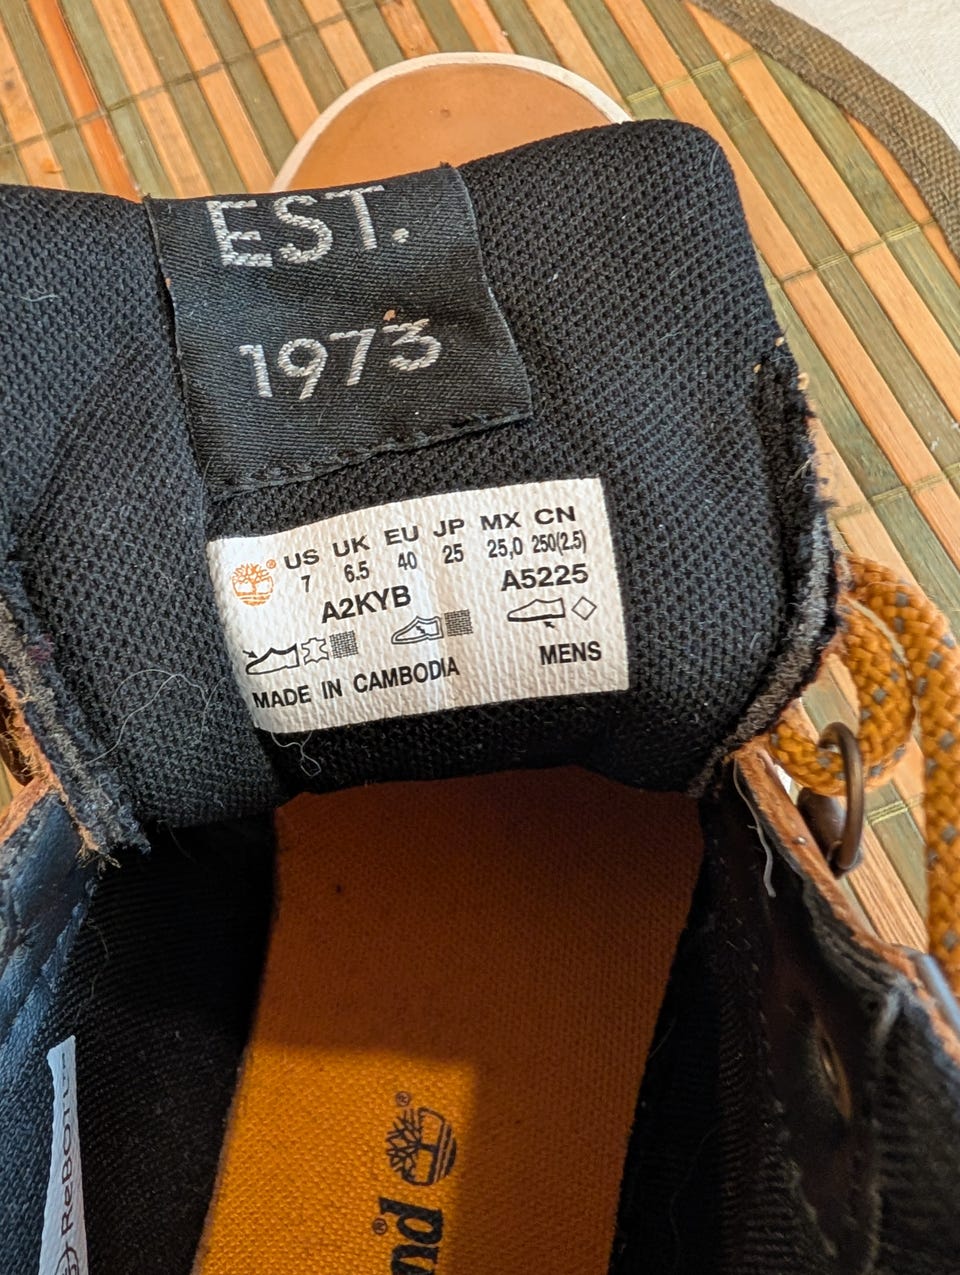 EST.
1973
US UK EU JP MX CN
7 6.5 40 25 25,0 250(2.5)
A2KYB A5225
MADE IN CAMBODIA MENS
ReBOTL
®